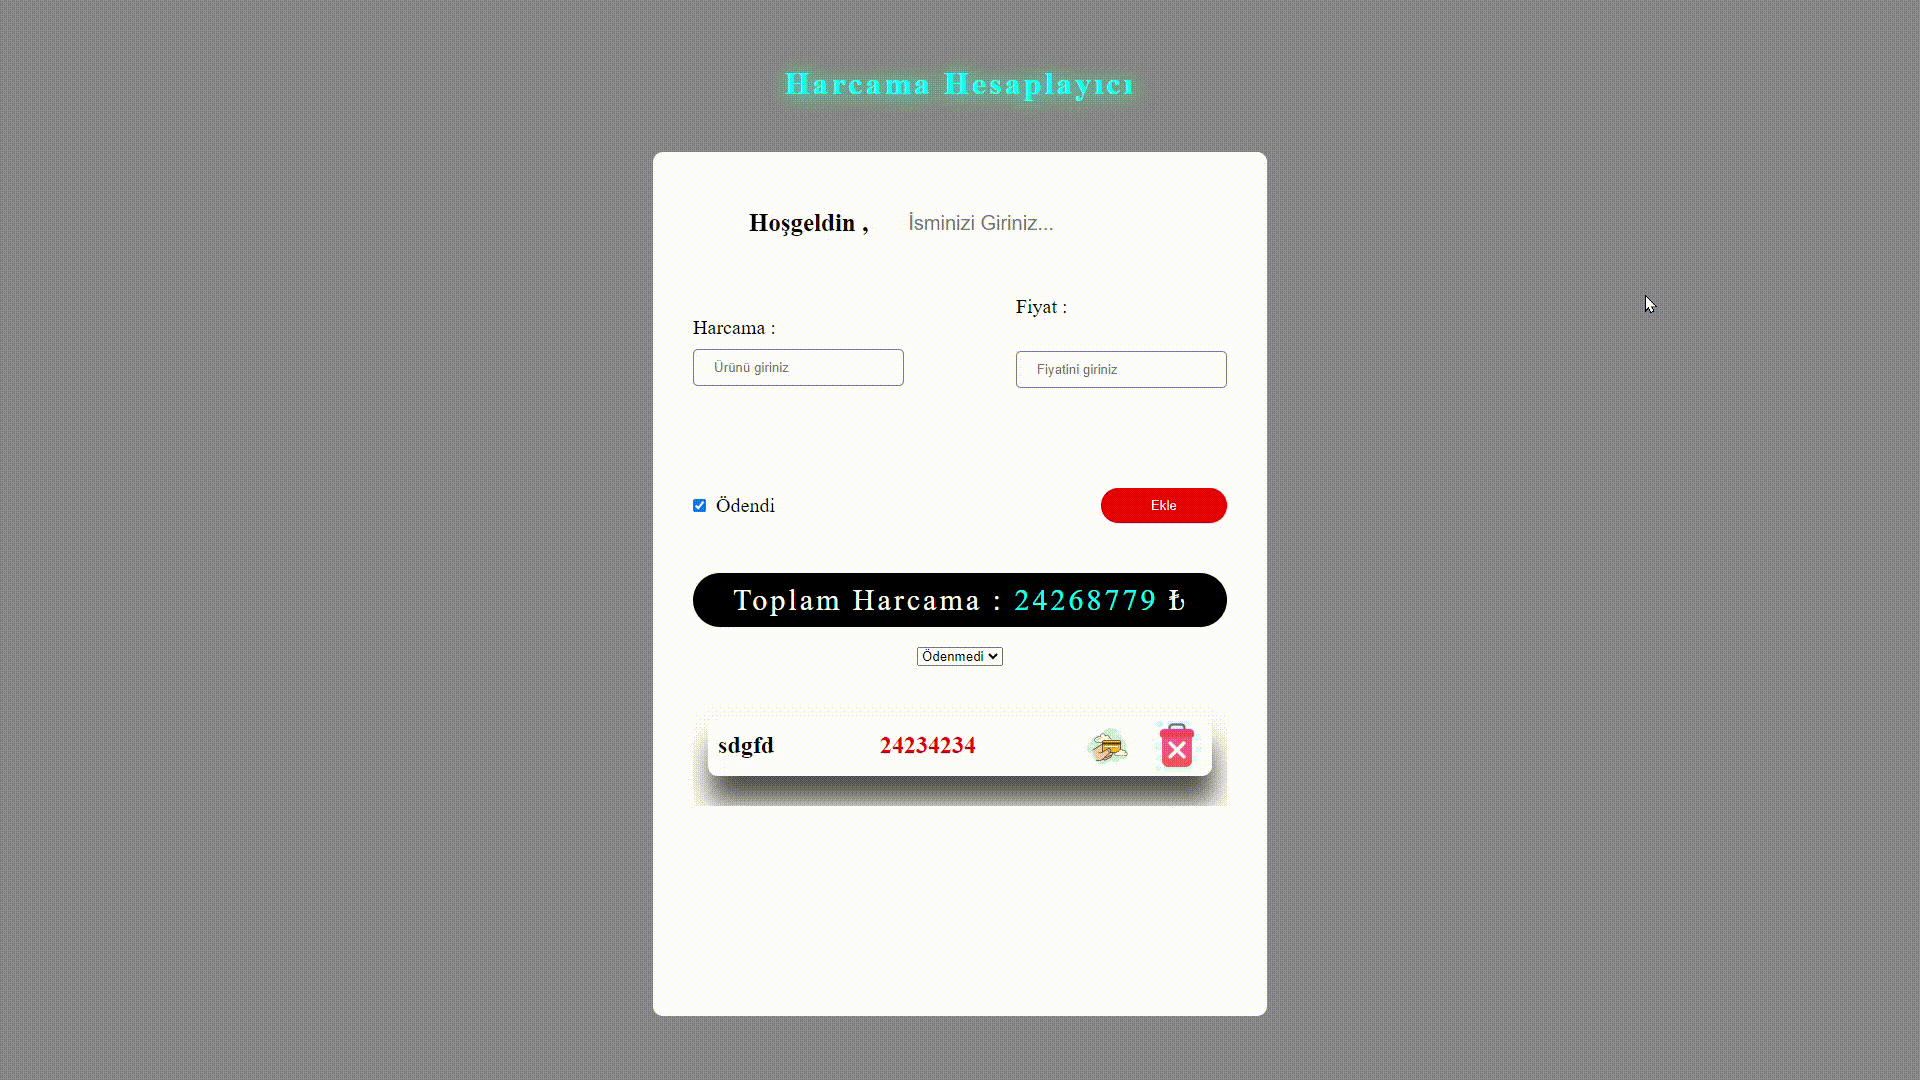 Harcama Hesaplayıcı
Hoşgeldin , İsminizi Giriniz...
Harcama :
Fiyat :
Ürünü giriniz
Fiyatini giriniz
Ödendi
Ekle
Toplam Harcama : 24268779 ₺
Ödenmedi
sdgfd 24234234